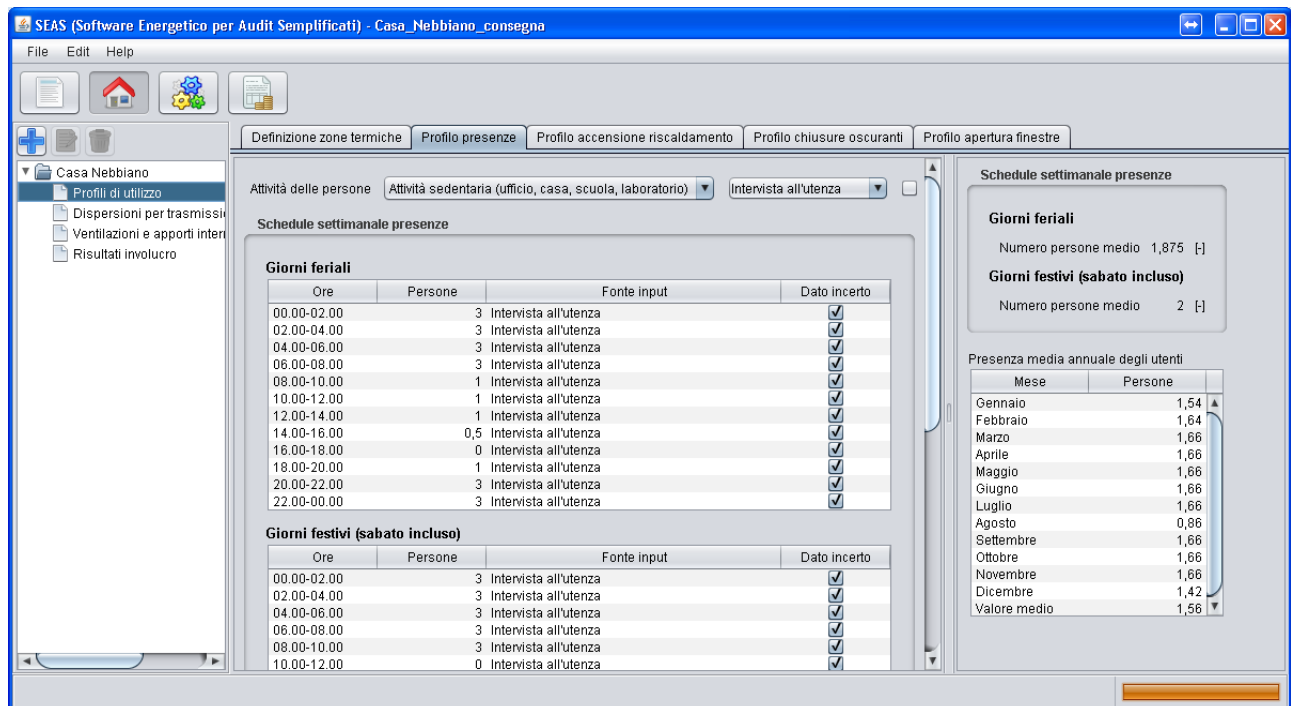 SEAS (Software Energetico per Audit Semplificati) - Casa_Nebbiano_consegna
File Edit Help
Definizione zone termiche Profilo presenze Profilo accensione riscaldamento Profilo chiusure oscuranti Profilo apertura finestre
Casa Nebbiano
Profili di utilizzo
Dispersioni per trasmissi
Ventilazioni e apporti intern
Risultati involucro
Attività delle persone Attività sedentaria (ufficio, casa, scuola, laboratorio) Intervista all'utenza
Schedule settimanale presenze
Giorni feriali
Ore Persone Fonte input Dato incerto
00.00-02.00 3 Intervista all'utenza
02.00-04.00 3 Intervista all'utenza
04.00-06.00 3 Intervista all'utenza
06.00-08.00 3 Intervista all'utenza
08.00-10.00 1 Intervista all'utenza
10.00-12.00 1 Intervista all'utenza
12.00-14.00 1 Intervista all'utenza
14.00-16.00 0,5 Intervista all'utenza
16.00-18.00 0 Intervista all'utenza
18.00-20.00 1 Intervista all'utenza
20.00-22.00 3 Intervista all'utenza
22.00-00.00 3 Intervista all'utenza
Giorni festivi (sabato incluso)
Ore Persone Fonte input Dato incerto
00.00-02.00 3 Intervista all'utenza
02.00-04.00 3 Intervista all'utenza
04.00-06.00 3 Intervista all'utenza
06.00-08.00 3 Intervista all'utenza
08.00-10.00 3 Intervista all'utenza
10.00-12.00 0 Intervista all'utenza
Schedule settimanale presenze
Giorni feriali
Numero persone medio 1,875 [-]
Giorni festivi (sabato incluso)
Numero persone medio 2 [-]
Presenza media annuale degli utenti
Mese Persone
Gennaio 1,54
Febbraio 1,64
Marzo 1,66
Aprile 1,66
Maggio 1,66
Giugno 1,66
Luglio 1,66
Agosto 0,86
Settembre 1,66
Ottobre 1,66
Novembre 1,66
Dicembre 1,42
Valore medio 1,56